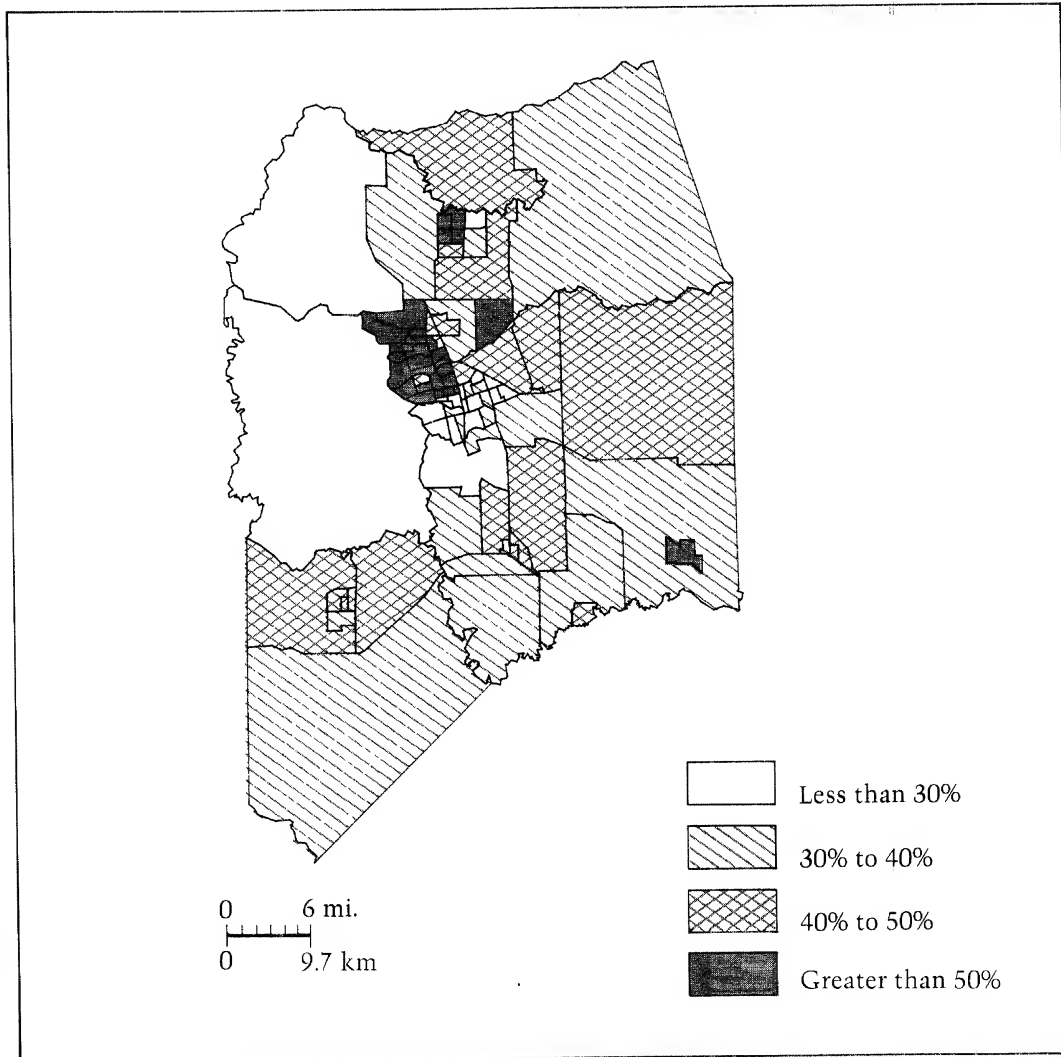 Less than 30%
30% to 40%
40% to 50%
Greater than 50%
0 6 mi.
0 9.7 km